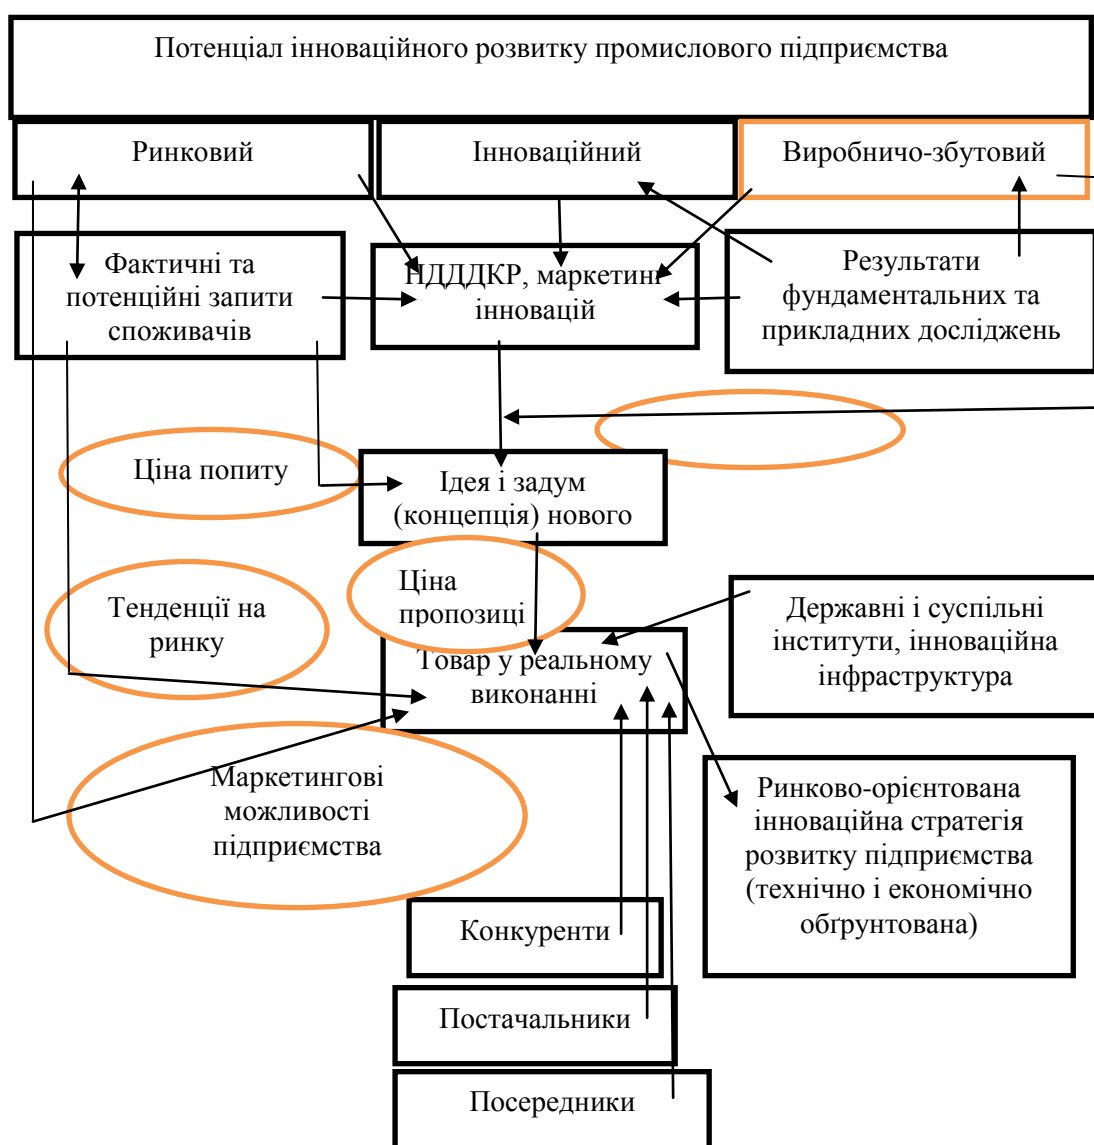 Потенціал інноваційного розвитку промислового підприємства
Ринковий
Інноваційний
Виробничо-збутовий
Фактичні та
потенційні запити
споживачів
НДДДКР, маркетинг
інновацій
Результати
фундаментальних та
прикладних досліджень
Ціна попиту
Ідея і задум
(концепція) нового
Ціна
пропозиці
Тенденції на
ринку
Товар у реальному
виконанні
Державні і суспільні
інститути, інноваційна
інфраструктура
Маркетингові
можливості
підприємства
Ринково-орієнтована
інноваційна стратегія
розвитку підприємства
(технічно і економічно
обґрунтована)
Конкуренти
Постачальники
Посередники